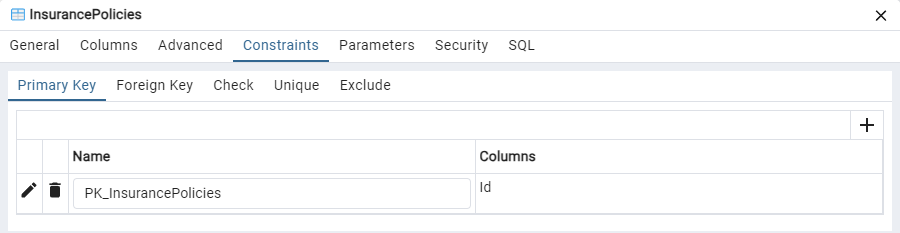 InsurancePolicies
General Columns Advanced Constraints Parameters Security SQL
Primary Key Foreign Key Check Unique Exclude
Name Columns
PK_InsurancePolicies Id